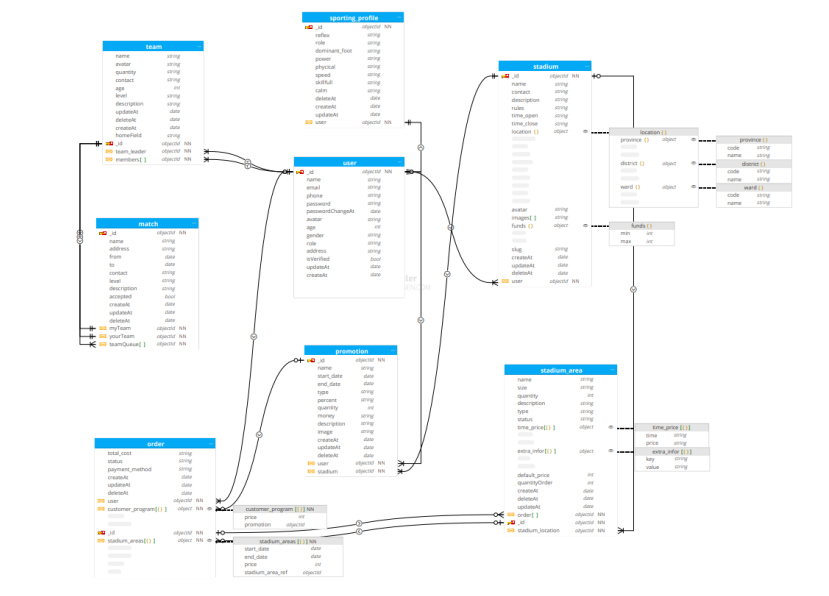 sporting_profile
_id objectId NN
reflex string
role string
dominant_foot string
power string
physical string
speed string
skillfull string
calm string
deleteAt date
createAt date
updateAt date
user objectId NN
team
name string
avatar string
quantity string
contact string
age int
level string
description string
updateAt date
deleteAt date
createAt date
homeField string
_id objectId NN
team_leader objectId NN
members[ ] objectId NN
user
_id objectId NN
name string
email string
phone string
password string
passwordChangeAt date
avatar string
age int
gender string
role string
address string
isVerified bool
updateAt date
createAt date
match
_id objectId NN
name string
address string
from date
to date
contact string
level string
description string
accepted bool
createAt date
updateAt date
deleteAt date
myTeam objectId NN
yourTeam objectId NN
teamQueue[ ] objectId NN
stadium
_id objectId NN
name string
contact string
description string
rules string
time_open string
time_close string
location {} object
avatar string
images[ ] string
funds {} object
slug string
createAt date
updateAt date
deleteAt date
user objectId NN
location {}
province {} object
district {} object
ward {} object
province {}
code string
name string
district {}
code string
name string
ward {}
code string
name string
funds {}
min int
max int
promotion
_id objectId NN
name string
start_date date
end_date date
type string
percent string
quantity int
money string
description string
image string
createAt date
updateAt date
deleteAt date
user objectId NN
stadium objectId NN
stadium_area
name string
size string
quantity int
description string
type string
status string
time_price[{}] object
extra_infor[{}] object
default_price int
quantityOrder int
createAt date
deleteAt date
updateAt date
order[ ] objectId NN
_id objectId NN
stadium_location objectId NN
time_price [{}]
time string
price string
extra_infor [{}]
key string
value string
order
total_cost string
status string
payment_method string
createAt date
updateAt date
deleteAt date
user objectId NN
customer_program[{}] object NN
_id objectId NN
stadium_areas[{}] object NN
customer_program [{}] NN
price int
promotion objectId
stadium_areas [{}] NN
start_date date
end_date date
price int
stadium_area_ref objectId